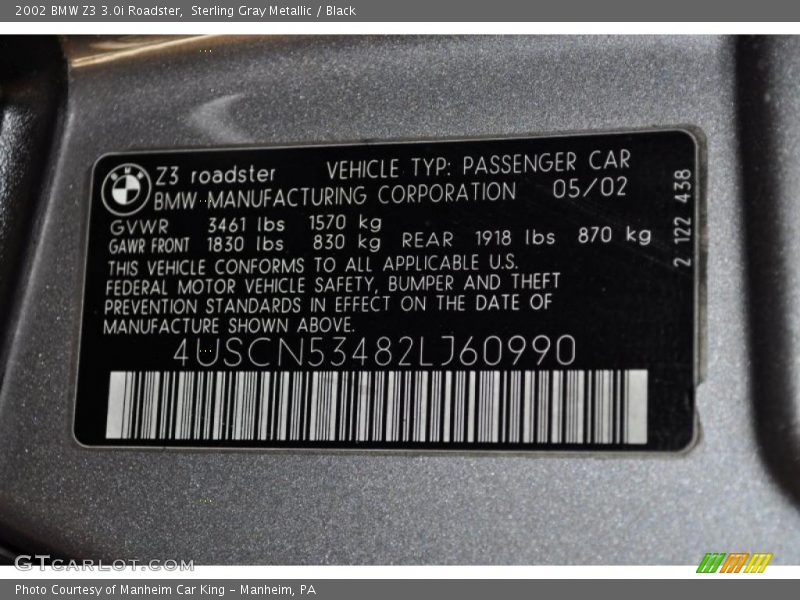 2002 BMW Z3 3.0i Roadster,  Sterling Gray Metallic / Black
Z3 roadster VEHICLE TYP: PASSENGER CAR
BMW MANUFACTURING CORPORATION 05/02
GVWR 3461 lbs 1570 kg
GAWR FRONT 1830 lbs 830 kg REAR 1918 lbs 870 kg
THIS VEHICLE CONFORMS TO ALL APPLICABLE U.S.
FEDERAL MOTOR VEHICLE SAFETY, BUMPER AND THEFT
PREVENTION STANDARDS IN EFFECT ON THE DATE OF
MANUFACTURE SHOWN ABOVE.
4USCN53482LJ60990
2 122 438
BMW
GTCARLOT.COM
Photo Courtesy of Manheim Car King - Manheim, PA